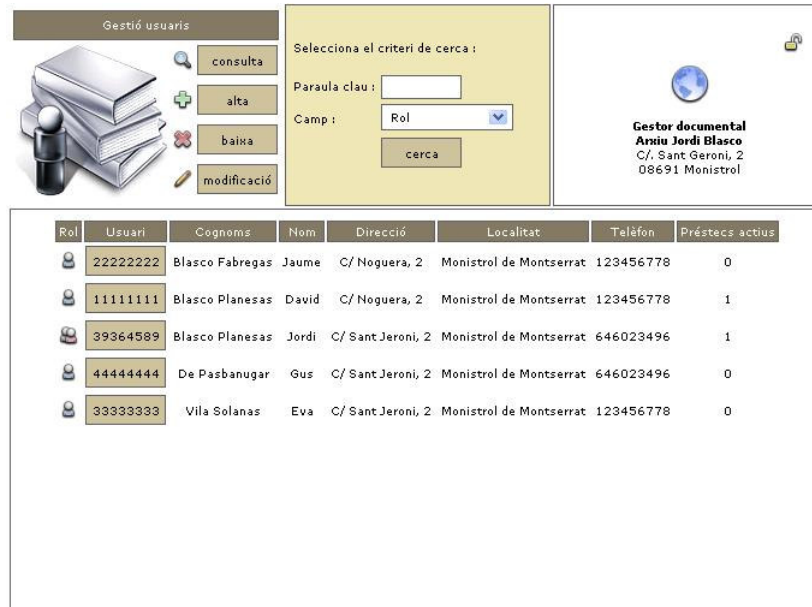 Gestió usuaris
consulta
alta
baixa
modificació
Selecciona el criteri de cerca :
Paraula clau :
Camp : Rol
cerca
Gestor documental
Arxiu Jordi Blasco
C/. Sant Geroni, 2
08691 Monistrol
Rol Usuari Cognoms Nom Direcció Localitat Telèfon Préstecs actius
22222222 Blasco Fabregas Jaume C/ Noguera, 2 Monistrol de Montserrat 123456778 0
11111111 Blasco Planesas David C/ Noguera, 2 Monistrol de Montserrat 123456778 1
39364589 Blasco Planesas Jordi C/ Sant Jeroni, 2 Monistrol de Montserrat 646023496 1
44444444 De Pasbanugar Gus C/ Sant Jeroni, 2 Monistrol de Montserrat 646023496 0
33333333 Vila Solanas Eva C/ Sant Jeroni, 2 Monistrol de Montserrat 123456778 0